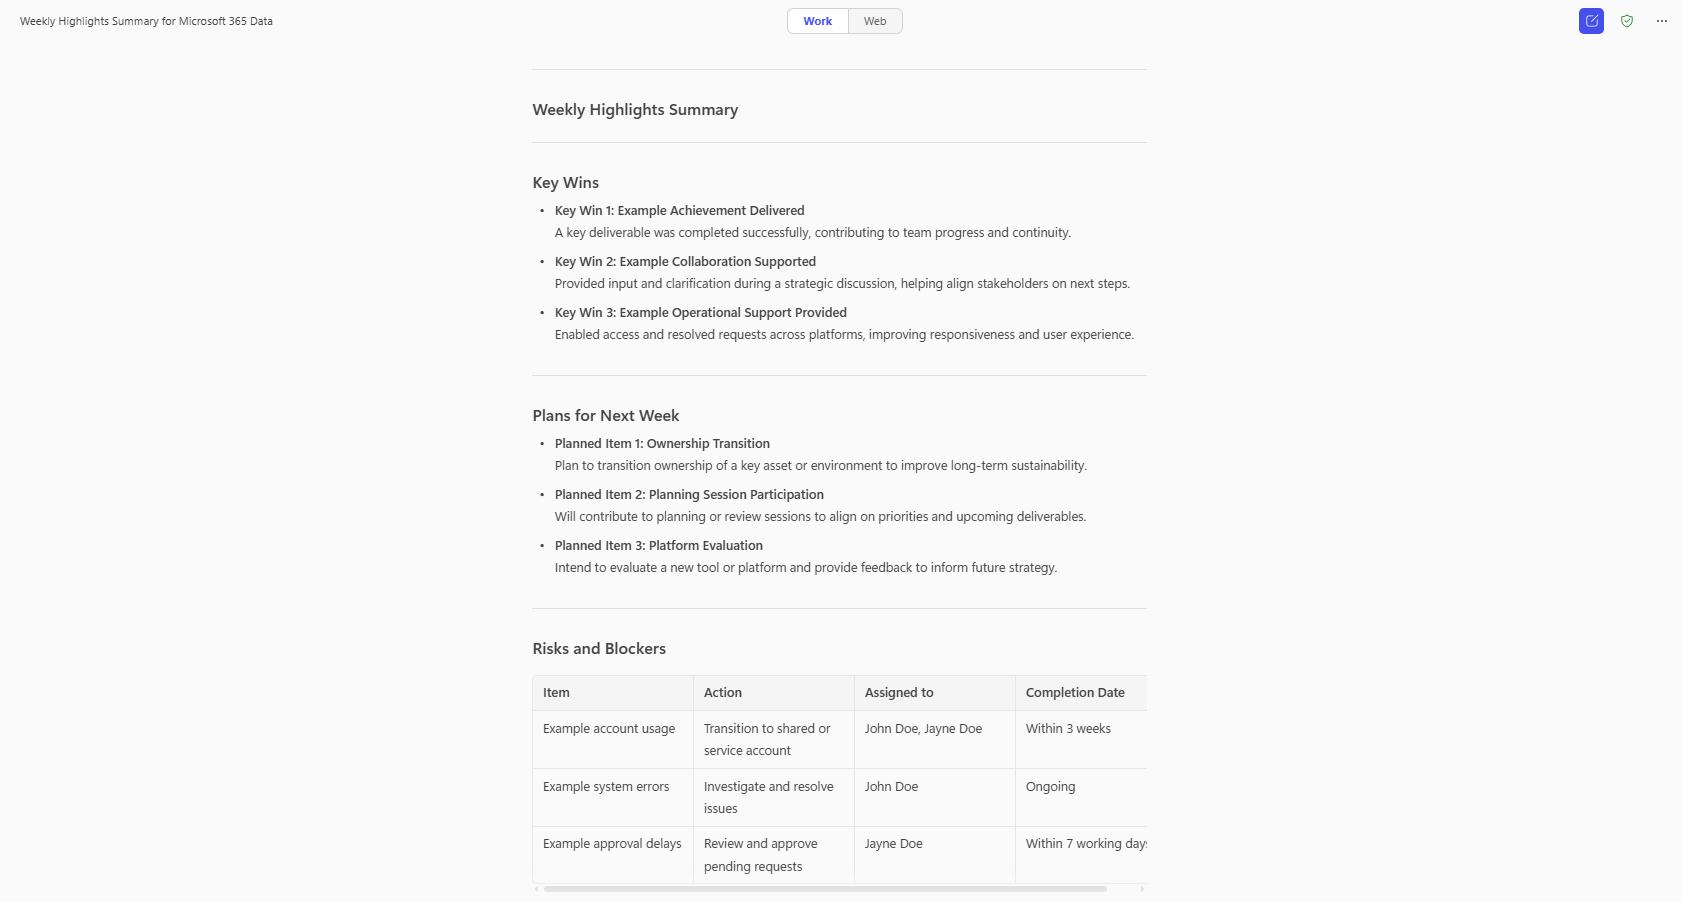 Weekly Highlights Summary for Microsoft 365 Data
Work
Web
Weekly Highlights Summary
Key Wins
• Key Win 1: Example Achievement Delivered
A key deliverable was completed successfully, contributing to team progress and continuity.
• Key Win 2: Example Collaboration Supported
Provided input and clarification during a strategic discussion, helping align stakeholders on next steps.
• Key Win 3: Example Operational Support Provided
Enabled access and resolved requests across platforms, improving responsiveness and user experience.
Plans for Next Week
• Planned Item 1: Ownership Transition
Plan to transition ownership of a key asset or environment to improve long-term sustainability.
• Planned Item 2: Planning Session Participation
Will contribute to planning or review sessions to align on priorities and upcoming deliverables.
• Planned Item 3: Platform Evaluation
Intend to evaluate a new tool or platform and provide feedback to inform future strategy.
Risks and Blockers
Item Action Assigned to Completion Date
Example account usage Transition to shared or service account John Doe, Jayne Doe Within 3 weeks
Example system errors Investigate and resolve issues John Doe Ongoing
Example approval delays Review and approve pending requests Jayne Doe Within 7 working days